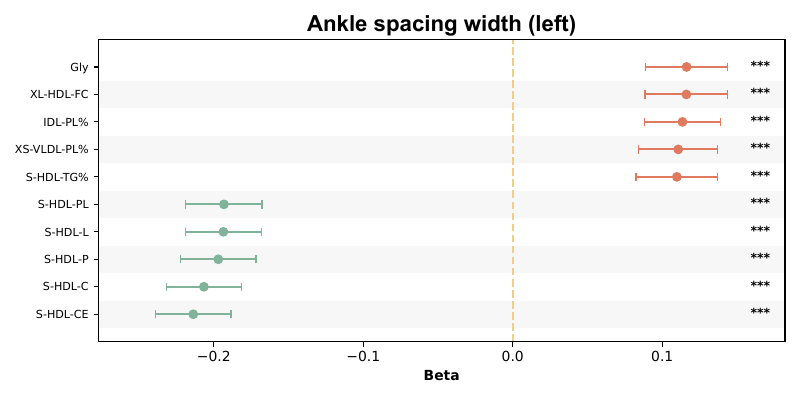 Ankle spacing width (left)
Gly ***
XL-HDL-FC ***
IDL-PL% ***
XS-VLDL-PL% ***
S-HDL-TG% ***
S-HDL-PL ***
S-HDL-L ***
S-HDL-P ***
S-HDL-C ***
S-HDL-CE ***
−0.2 −0.1 0.0 0.1
Beta